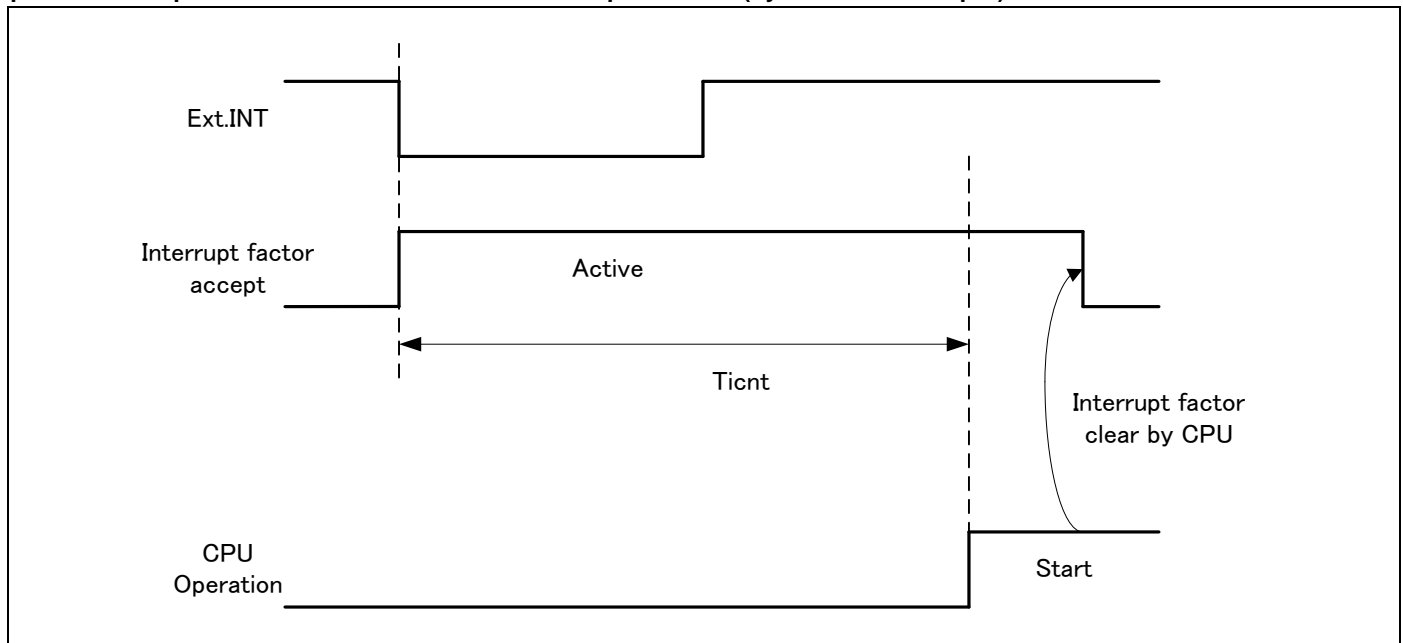 Ext.INT
Interrupt factor
accept
Active
Ticnt
Interrupt factor
clear by CPU
CPU
Operation
Start